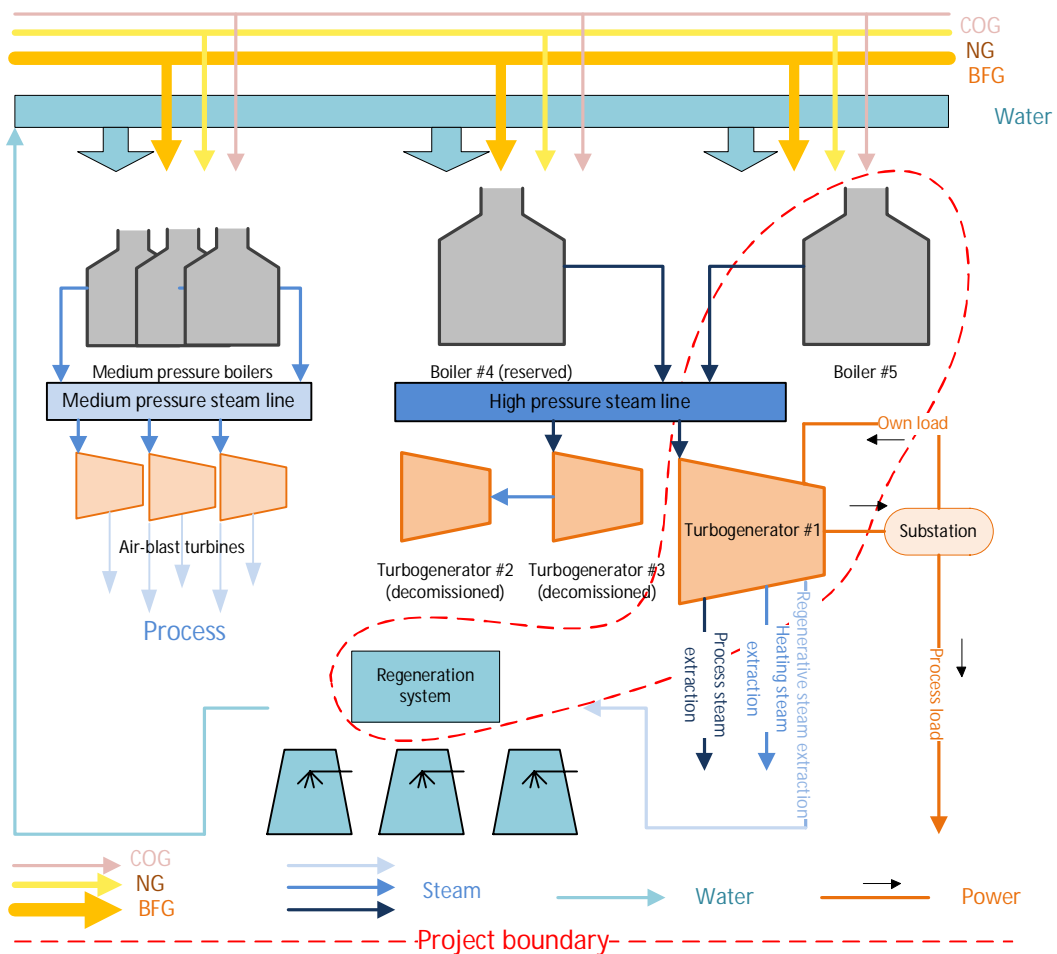 COG
NG
BFG
Water
Medium pressure boilers
Boiler #4 (reserved)
Boiler #5
Medium pressure steam line
High pressure steam line
Own load
Turbogenerator #1
Substation
Air-blast turbines
Turbogenerator #2
(decomissioned)
Turbogenerator #3
(decomissioned)
Process
Regeneration
system
Process steam
extraction
Heating steam
extraction
Regenerative steam extraction
Process load
COG
NG
BFG
Steam
Water
Power
Project boundary